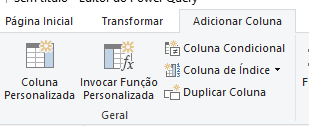 Sem título - Editor do Power Query
Página Inicial Transformar Adicionar Coluna
Coluna Personalizada
Invocar Função Personalizada
Coluna Condicional
Coluna de Índice
Duplicar Coluna
F
Geral